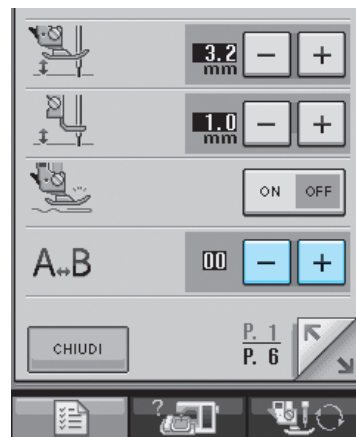 3.2 mm − +
1.0 mm − +
ON OFF
A↔B 00 − +
CHIUDI
P. 1
P. 6
?